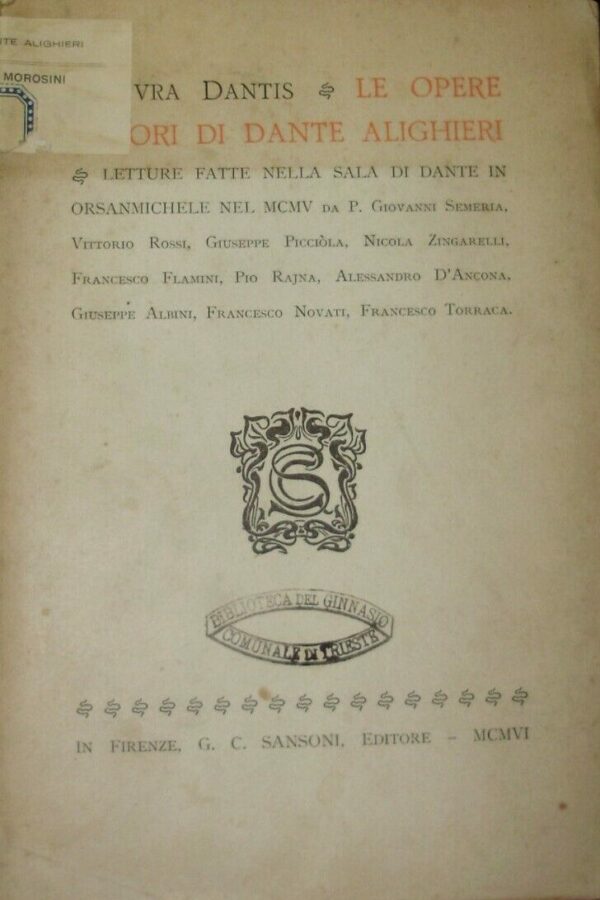 NTE ALIGHIERI
MOROSINI
VRA DANTIS LE OPERE
ORI DI DANTE ALIGHIERI
LETTURE FATTE NELLA SALA DI DANTE IN
ORSANMICHELE NEL MCMV DA P. GIOVANNI SEMERIA,
VITTORIO ROSSI, GIUSEPPE PICCIÒLA, NICOLA ZINGARELLI,
FRANCESCO FLAMINI, PIO RAJNA, ALESSANDRO D'ANCONA,
GIUSEPPE ALBINI, FRANCESCO NOVATI, FRANCESCO TORRACA.
BIBLIOTECA DEL GINNASIO
COMUNALE DI TRIESTE
IN FIRENZE, G. C. SANSONI, EDITORE – MCMVI